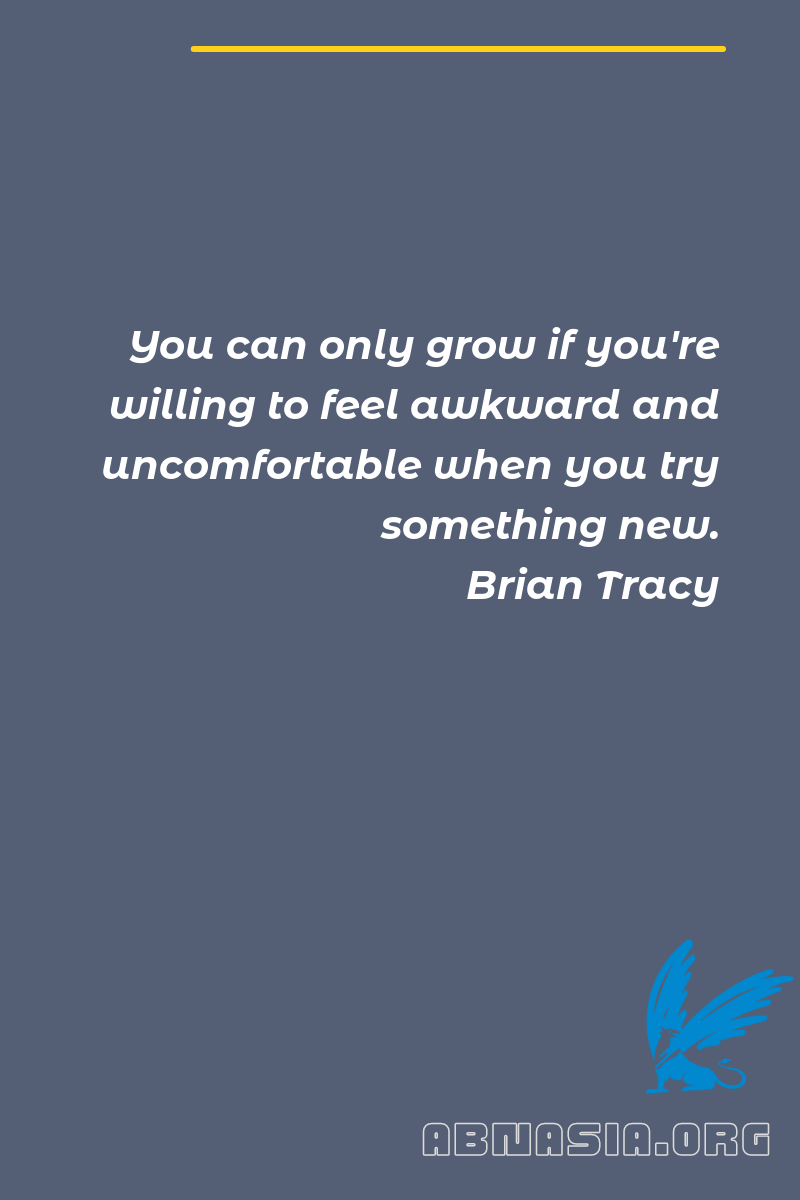 You can only grow if you're
willing to feel awkward and
uncomfortable when you try
something new.
Brian Tracy
ABNASIA.ORG